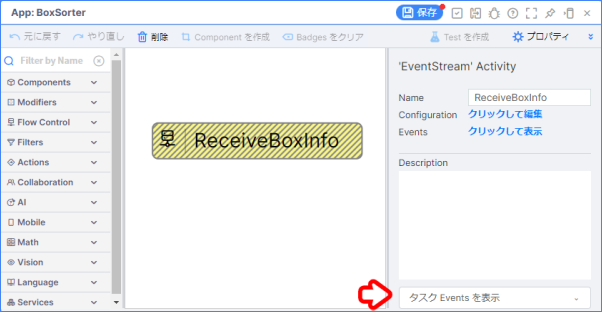 App: BoxSorter
保存
元に戻す
やり直し
削除
Component を作成
Badges をクリア
Test を作成
プロパティ
Filter by Name
Components
Modifiers
Flow Control
Filters
Actions
Collaboration
AI
Mobile
Math
Vision
Language
Services
ReceiveBoxInfo
'EventStream' Activity
Name
ReceiveBoxInfo
Configuration
クリックして編集
Events
クリックして表示
Description
タスク Events を表示